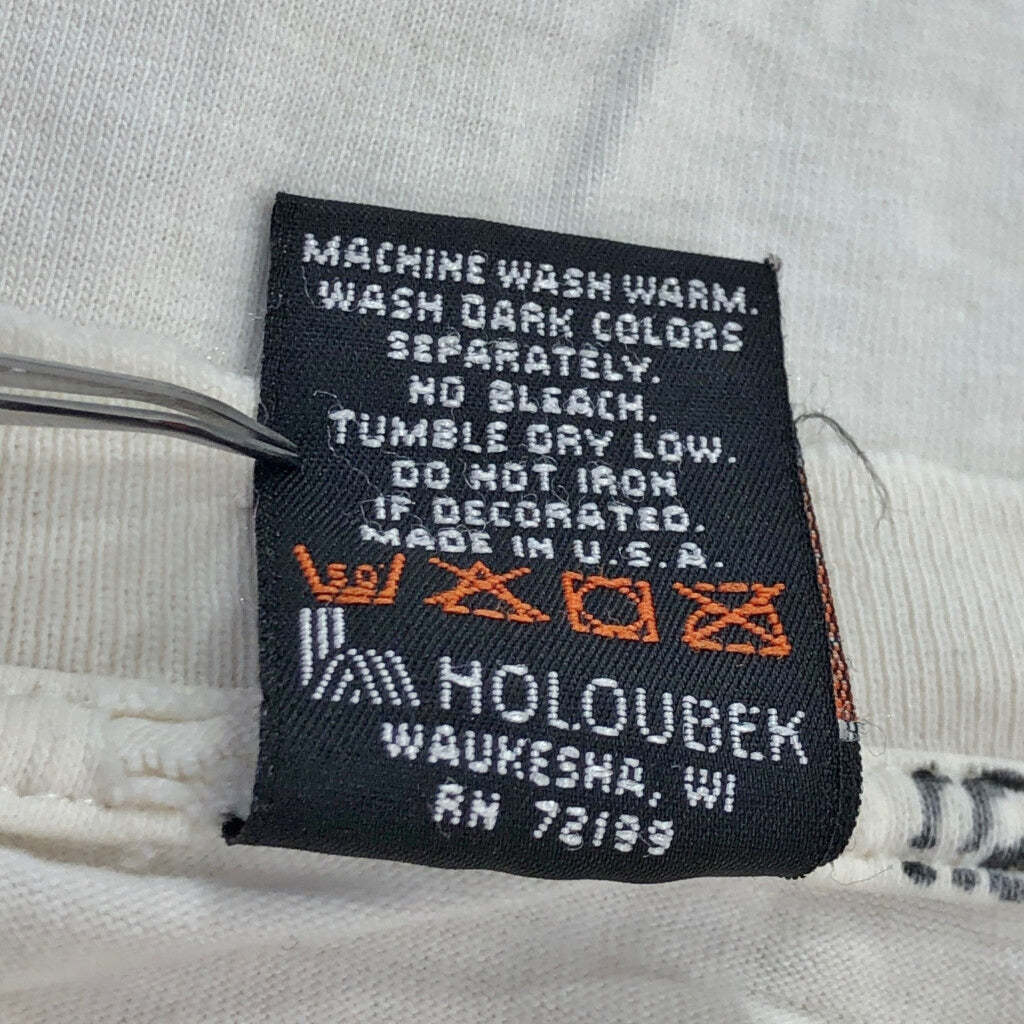 MACHINE WASH WARM.
WASH DARK COLORS
SEPARATELY.
NO BLEACH.
TUMBLE DRY LOW.
DO NOT IRON
IF DECORATED.
MADE IN U.S.A.
50°
HOLOUBEK
WAUKESHA, WI
RN 72199